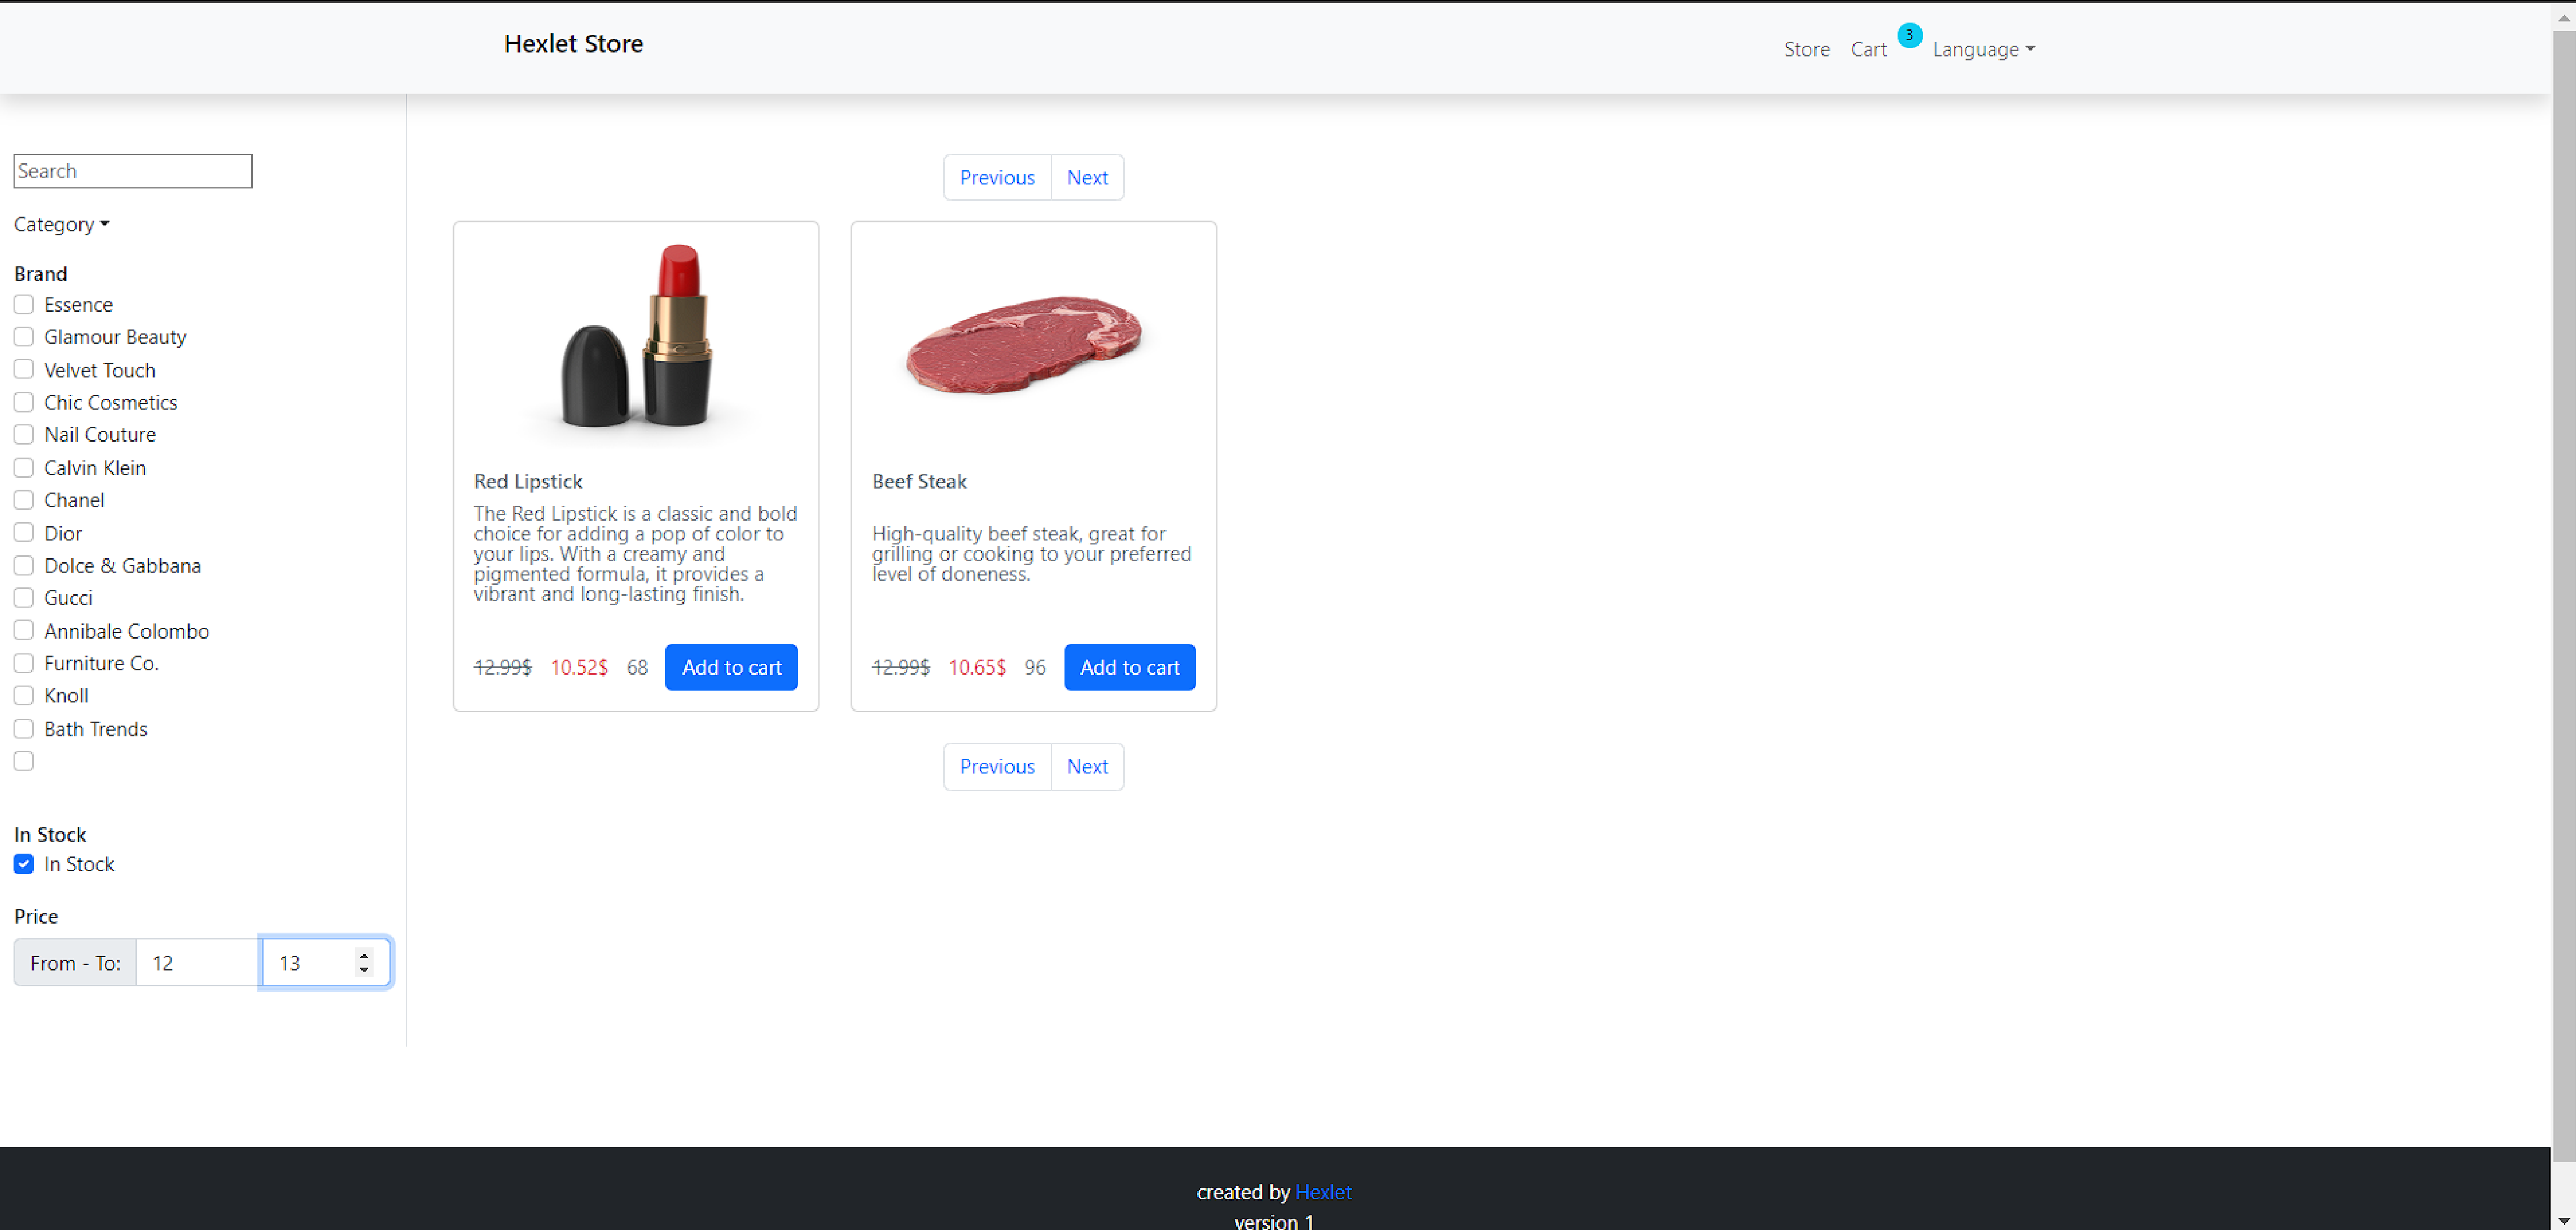 Hexlet Store
Store Cart 3 Language
Search
Category
Brand
Essence
Glamour Beauty
Velvet Touch
Chic Cosmetics
Nail Couture
Calvin Klein
Chanel
Dior
Dolce & Gabbana
Gucci
Annibale Colombo
Furniture Co.
Knoll
Bath Trends
In Stock
In Stock
Price
From - To: 12 13
Previous Next
Red Lipstick
The Red Lipstick is a classic and bold
choice for adding a pop of color to
your lips. With a creamy and
pigmented formula, it provides a
vibrant and long-lasting finish.
12.99$ 10.52$ 68 Add to cart
Beef Steak
High-quality beef steak, great for
grilling or cooking to your preferred
level of doneness.
12.99$ 10.65$ 96 Add to cart
Previous Next
created by Hexlet
version 1